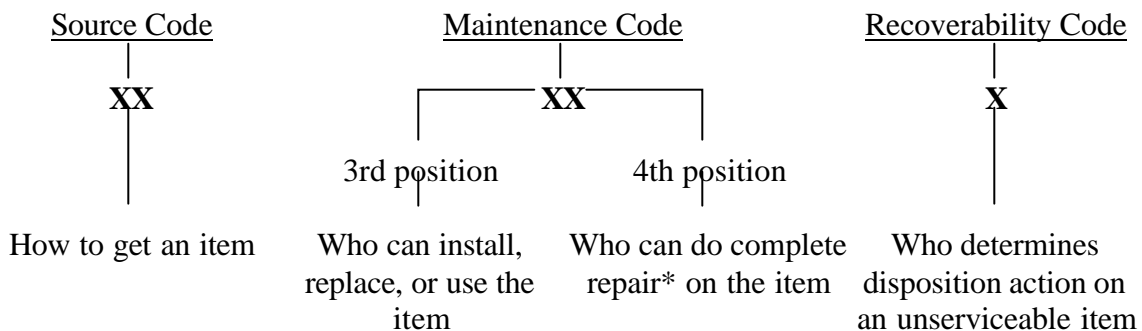 Source Code Maintenance Code Recoverability Code
XX XX X
3rd position 4th position
How to get an item
Who can install,
replace, or use the
item
Who can do complete
repair* on the item
Who determines
disposition action on
an unserviceable item